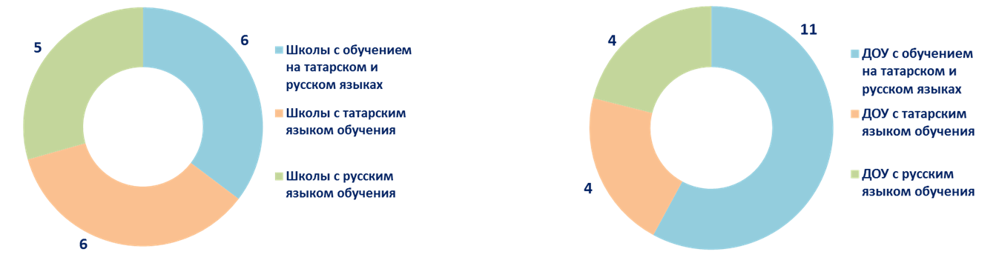 5
6
6
Школы с обучением
на татарском и
русском языках
Школы с татарским
языком обучения
Школы с русским
языком обучения
4
11
4
ДОУ с обучением
на татарском и
русском языках
ДОУ с татарским
языком обучения
ДОУ с русским
языком обучения